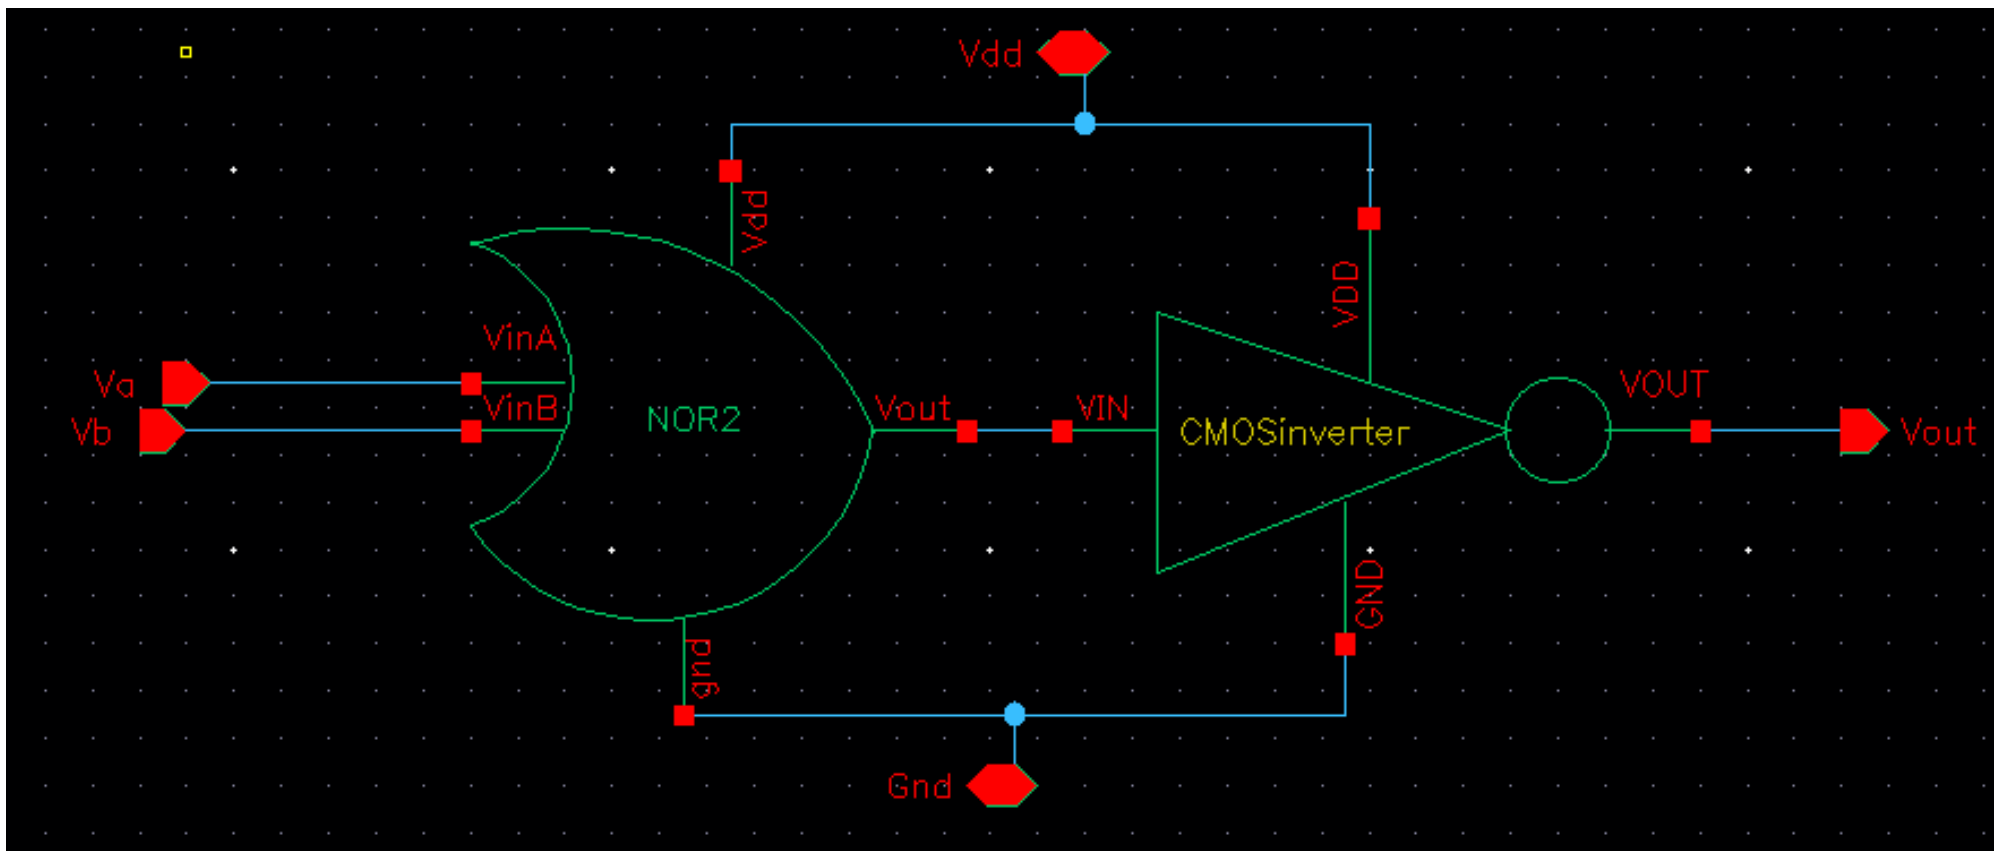 Vdd
Vdd
VDD
VinA
Va
VOUT
VinB
Vout
VIN
NOR2
Vb
CMOSinverter
Vout
GND
gnd
Gnd